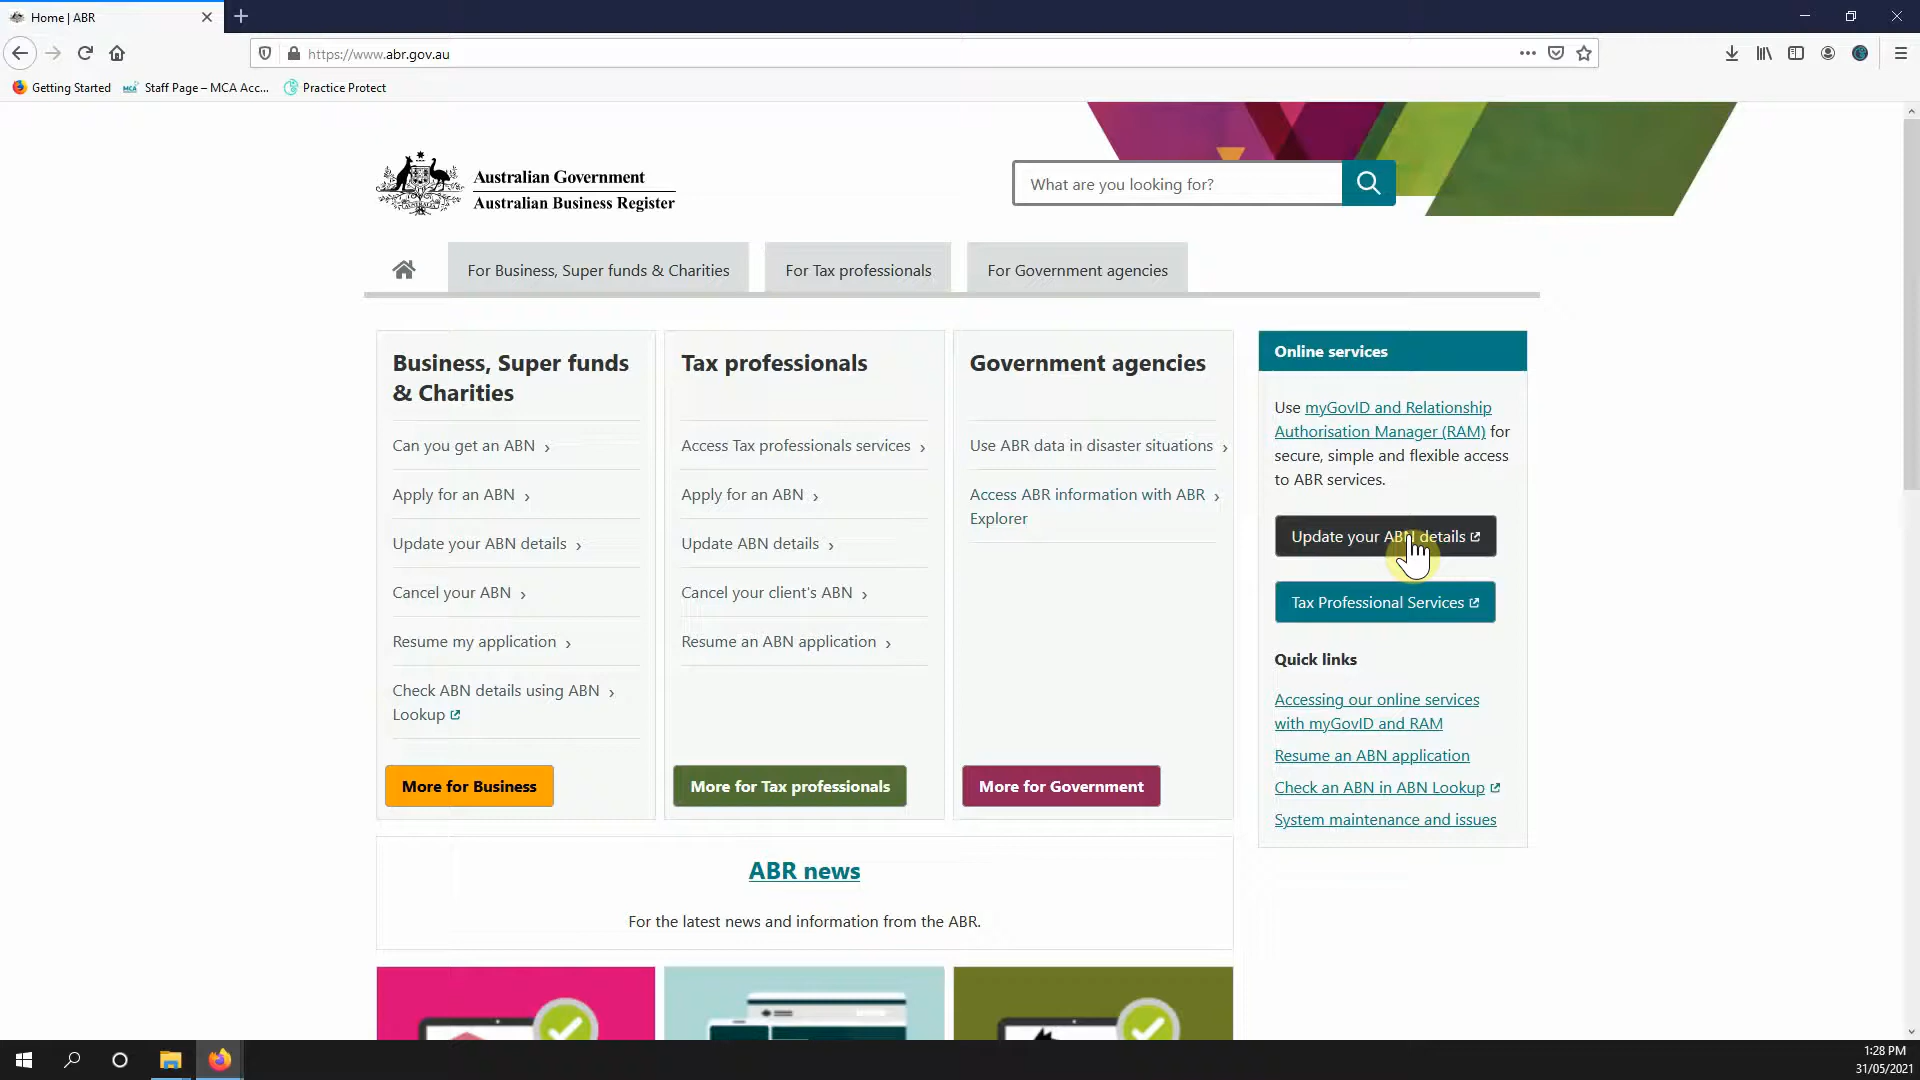 Home | ABR
https://www.abr.gov.au
Getting Started
MCA
Staff Page – MCA Acc...
Practice Protect
Australian Government
Australian Business Register
What are you looking for?
For Business, Super funds & Charities
For Tax professionals
For Government agencies
Business, Super funds
& Charities
Can you get an ABN
Apply for an ABN
Update your ABN details
Cancel your ABN
Resume my application
Check ABN details using ABN
Lookup
More for Business
Tax professionals
Access Tax professionals services
Apply for an ABN
Update ABN details
Cancel your client's ABN
Resume an ABN application
More for Tax professionals
Government agencies
Use ABR data in disaster situations
Access ABR information with ABR
Explorer
More for Government
Online services
Use myGovID and Relationship
Authorisation Manager (RAM) for
secure, simple and flexible access
to ABR services.
Update your ABN details
Tax Professional Services
Quick links
Accessing our online services
with myGovID and RAM
Resume an ABN application
Check an ABN in ABN Lookup
System maintenance and issues
ABR news
For the latest news and information from the ABR.
1:28 PM
31/05/2021